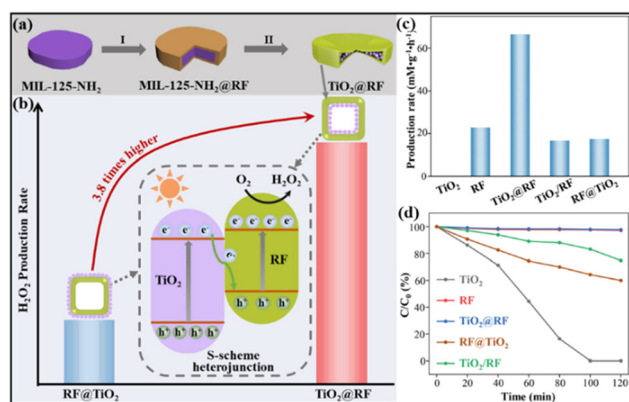 (a)
I
II
MIL-125-NH₂
MIL-125-NH₂@RF
TiO₂@RF
(b)
H₂O₂ Production Rate
3.8 times higher
O₂
H₂O₂
e⁻ e⁻ e⁻ e⁻
e⁻ e⁻ e⁻
e⁻
TiO₂
RF
h⁺ h⁺ h⁺ h⁺
h⁺ h⁺ h⁺ h⁺
S-scheme
heterojunction
RF@TiO₂
TiO₂@RF
(c)
Production rate (mM•g⁻¹•h⁻¹)
60
40
20
0
TiO₂
RF
TiO₂@RF
TiO₂/RF
RF@TiO₂
(d)
C/C₀ (%)
100
80
60
40
20
0
TiO₂
RF
TiO₂@RF
RF@TiO₂
TiO₂/RF
0 20 40 60 80 100 120
Time (min)